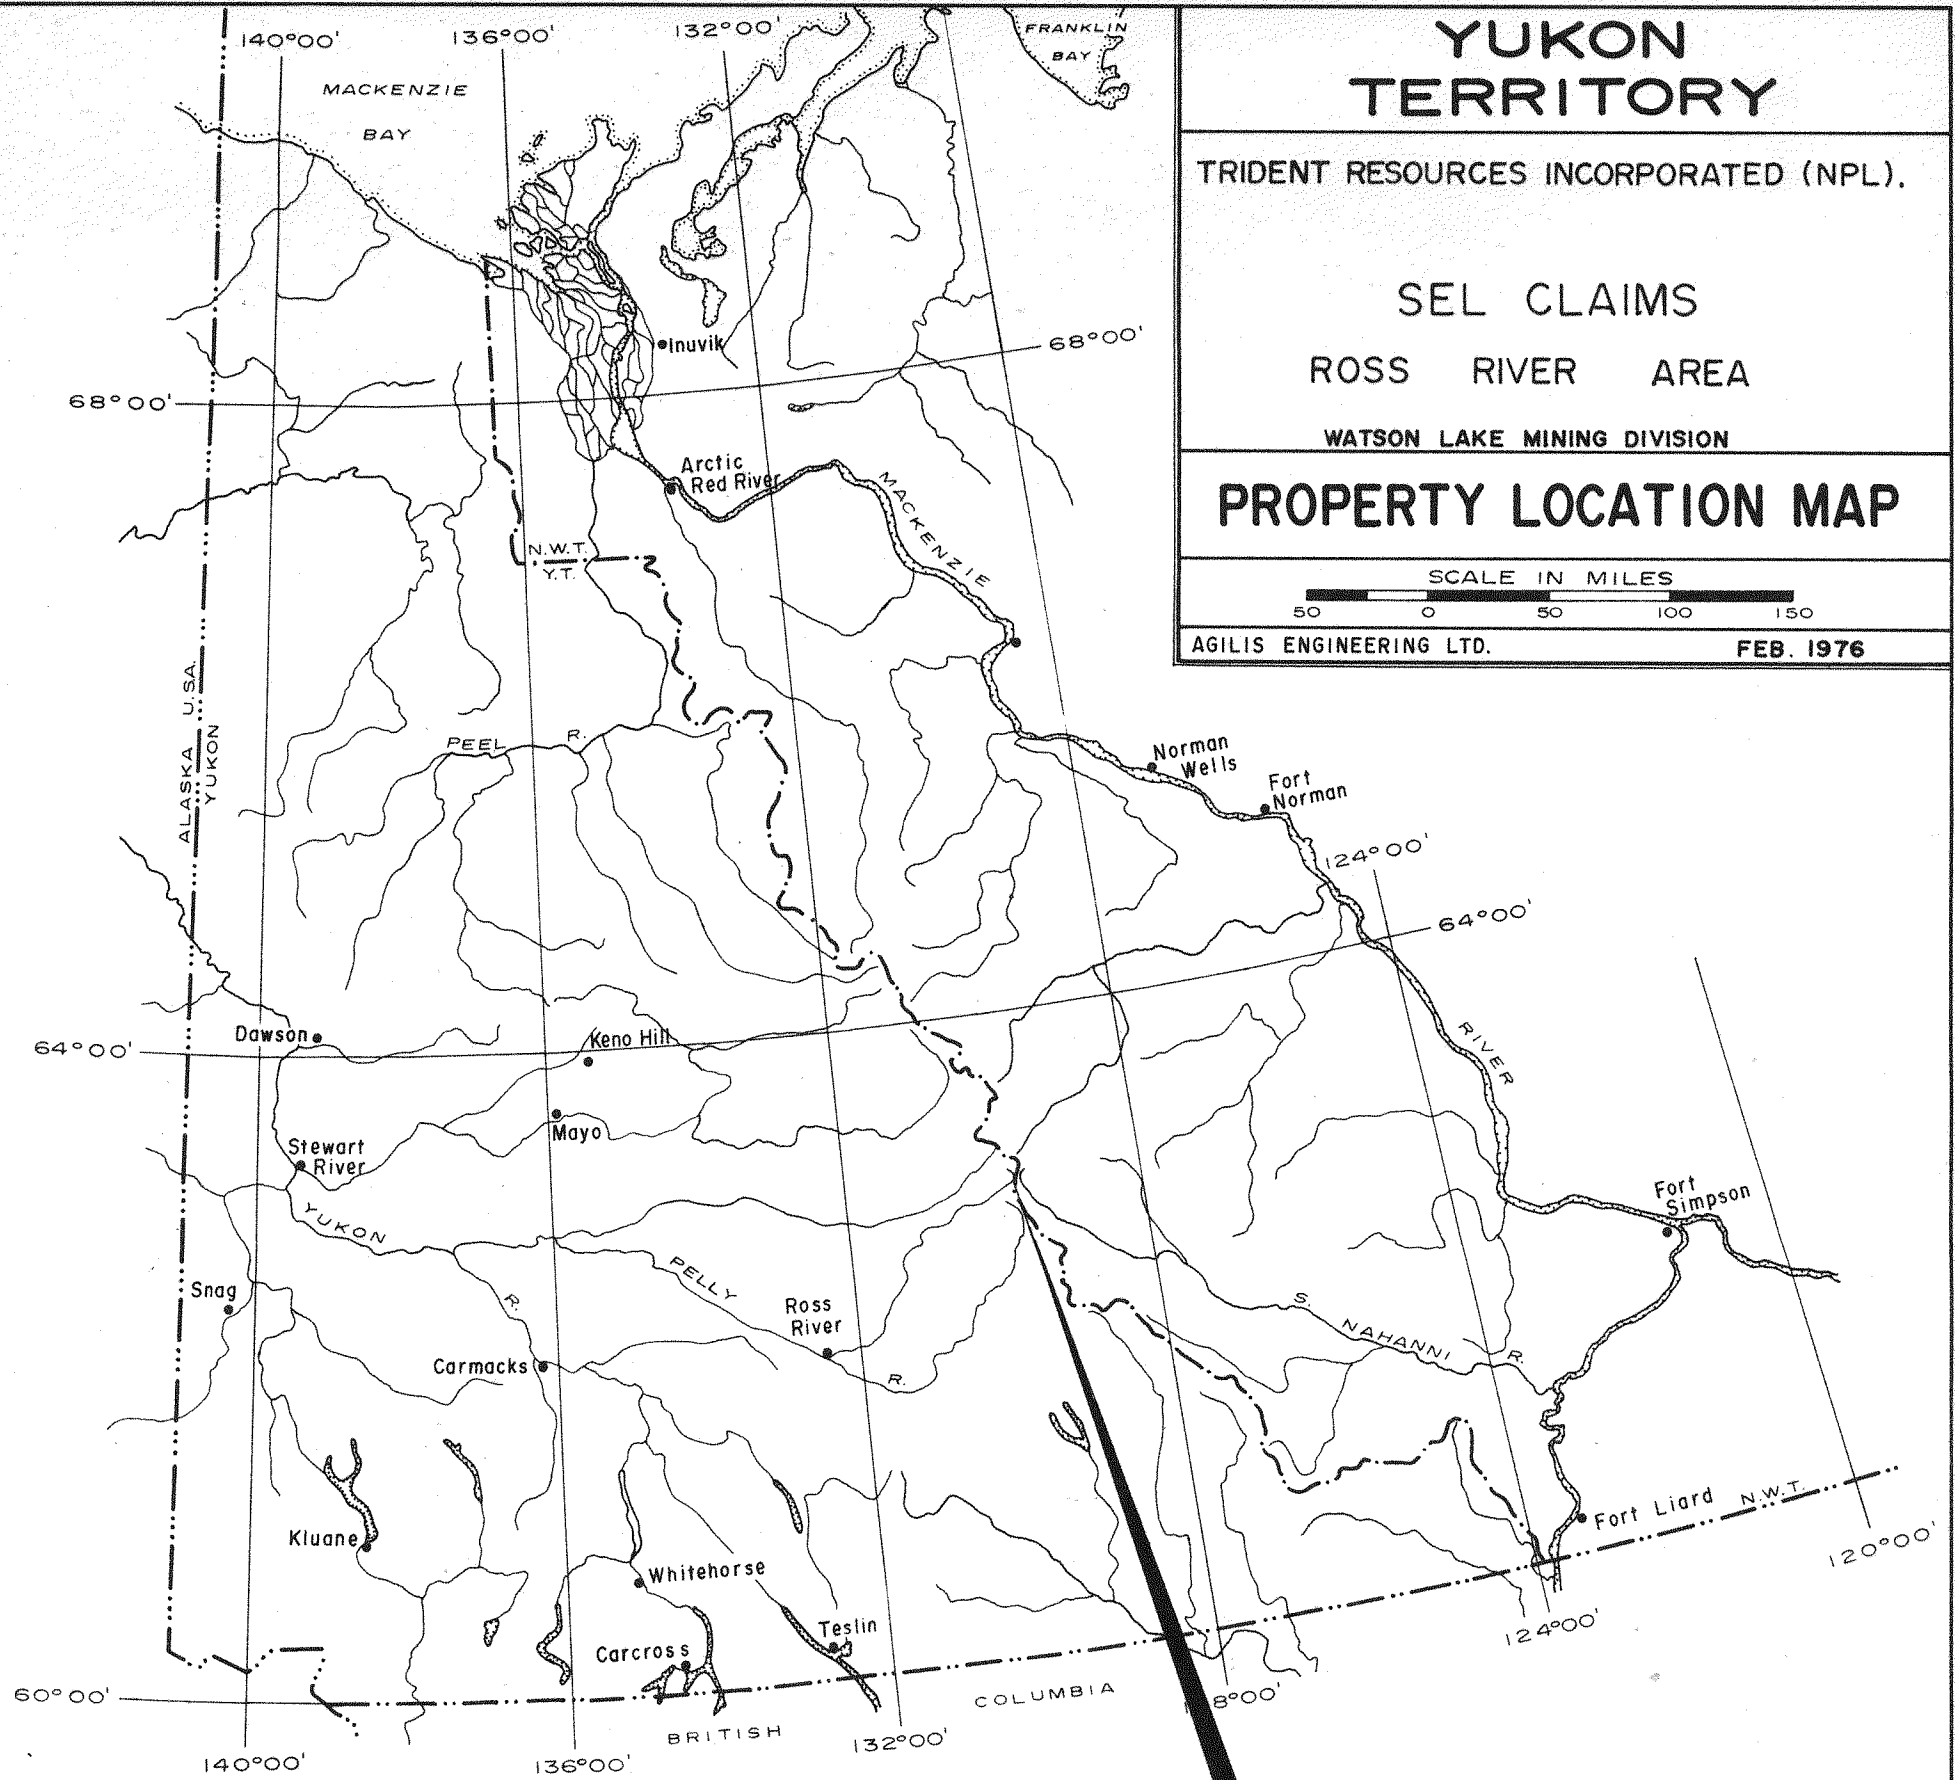 YUKON
TERRITORY
TRIDENT RESOURCES INCORPORATED (NPL).
SEL CLAIMS
ROSS RIVER AREA
WATSON LAKE MINING DIVISION
PROPERTY LOCATION MAP
SCALE IN MILES
50 0 50 100 150
AGILIS ENGINEERING LTD. FEB. 1976
140°00' 136°00' 132°00'
FRANKLIN
BAY
MACKENZIE
BAY
Inuvik
68°00'
68°00'
Arctic
Red River
MACKENZIE
N.W.T.
Y.T.
ALASKA U.SA.
YUKON
PEEL R.
Norman
Wells
Fort
Norman
124°00'
64°00'
Dawson
Keno Hill
64°00'
RIVER
Mayo
Stewart
River
Fort
Simpson
YUKON
R.
PELLY
R.
Snag
Ross
River
S. NAHANNI R.
Carmacks
Fort Liard N.W.T.
Kluane
Whitehorse
120°00'
Teslin
Carcross
124°00'
60°00'
BRITISH COLUMBIA
8°00'
140°00' 136°00' 132°00'